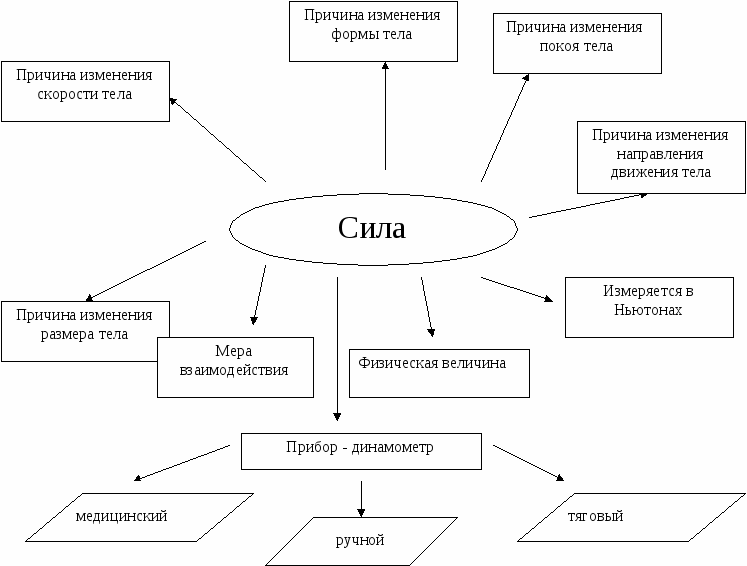 Причина изменения
формы тела
Причина изменения
покоя тела
Причина изменения
скорости тела
Причина изменения
направления
движения тела
Сила
Причина изменения
размера тела
Измеряется в
Ньютонах
Мера
взаимодействия
Физическая величина
Прибор - динамометр
медицинский
ручной
тяговый